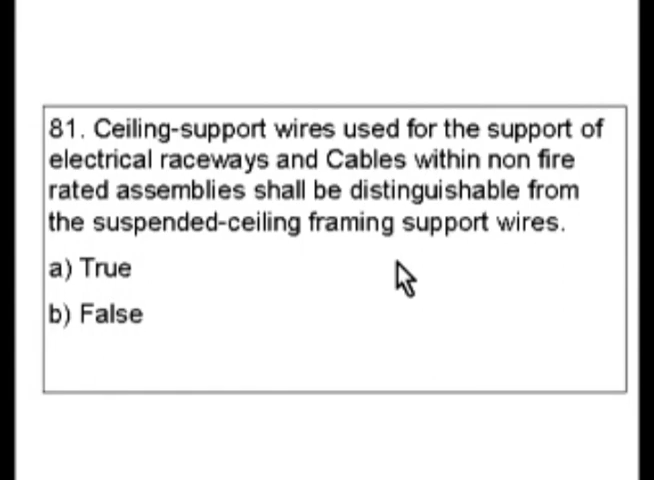 81. Ceiling-support wires used for the support of
electrical raceways and Cables within non fire
rated assemblies shall be distinguishable from
the suspended-ceiling framing support wires.
a) True
b) False